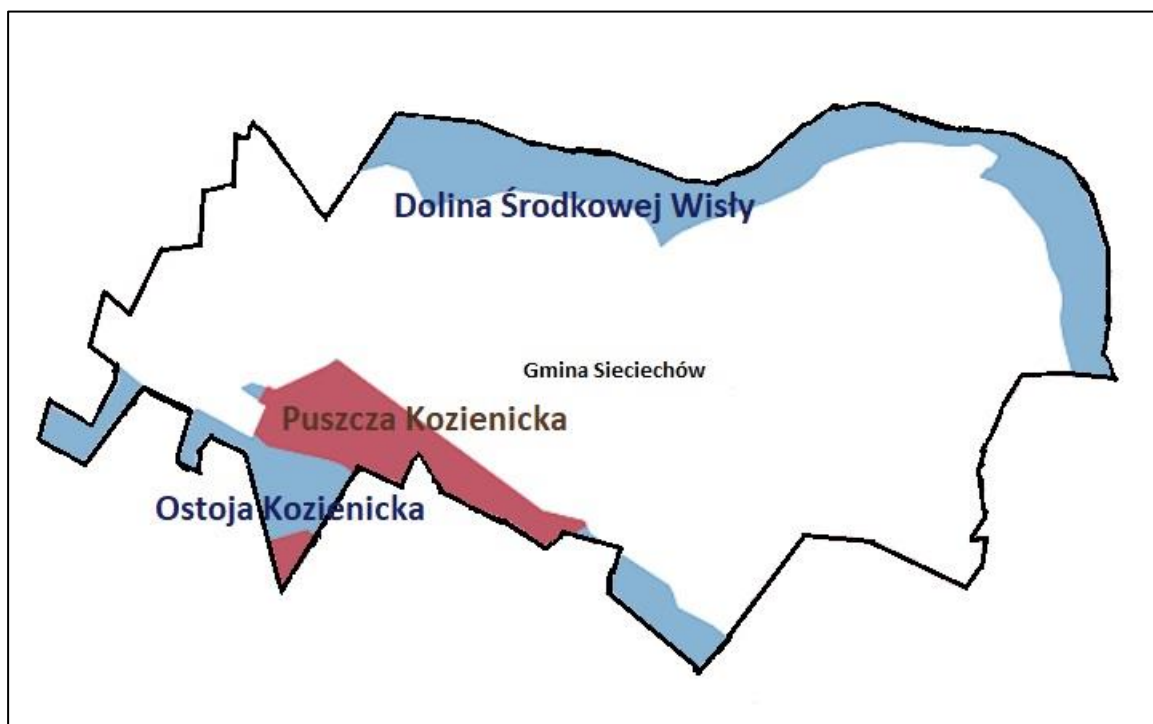 Dolina Środkowej Wisły
Gmina Sieciechów
Puszcza Kozienicka
Ostoja Kozienicka